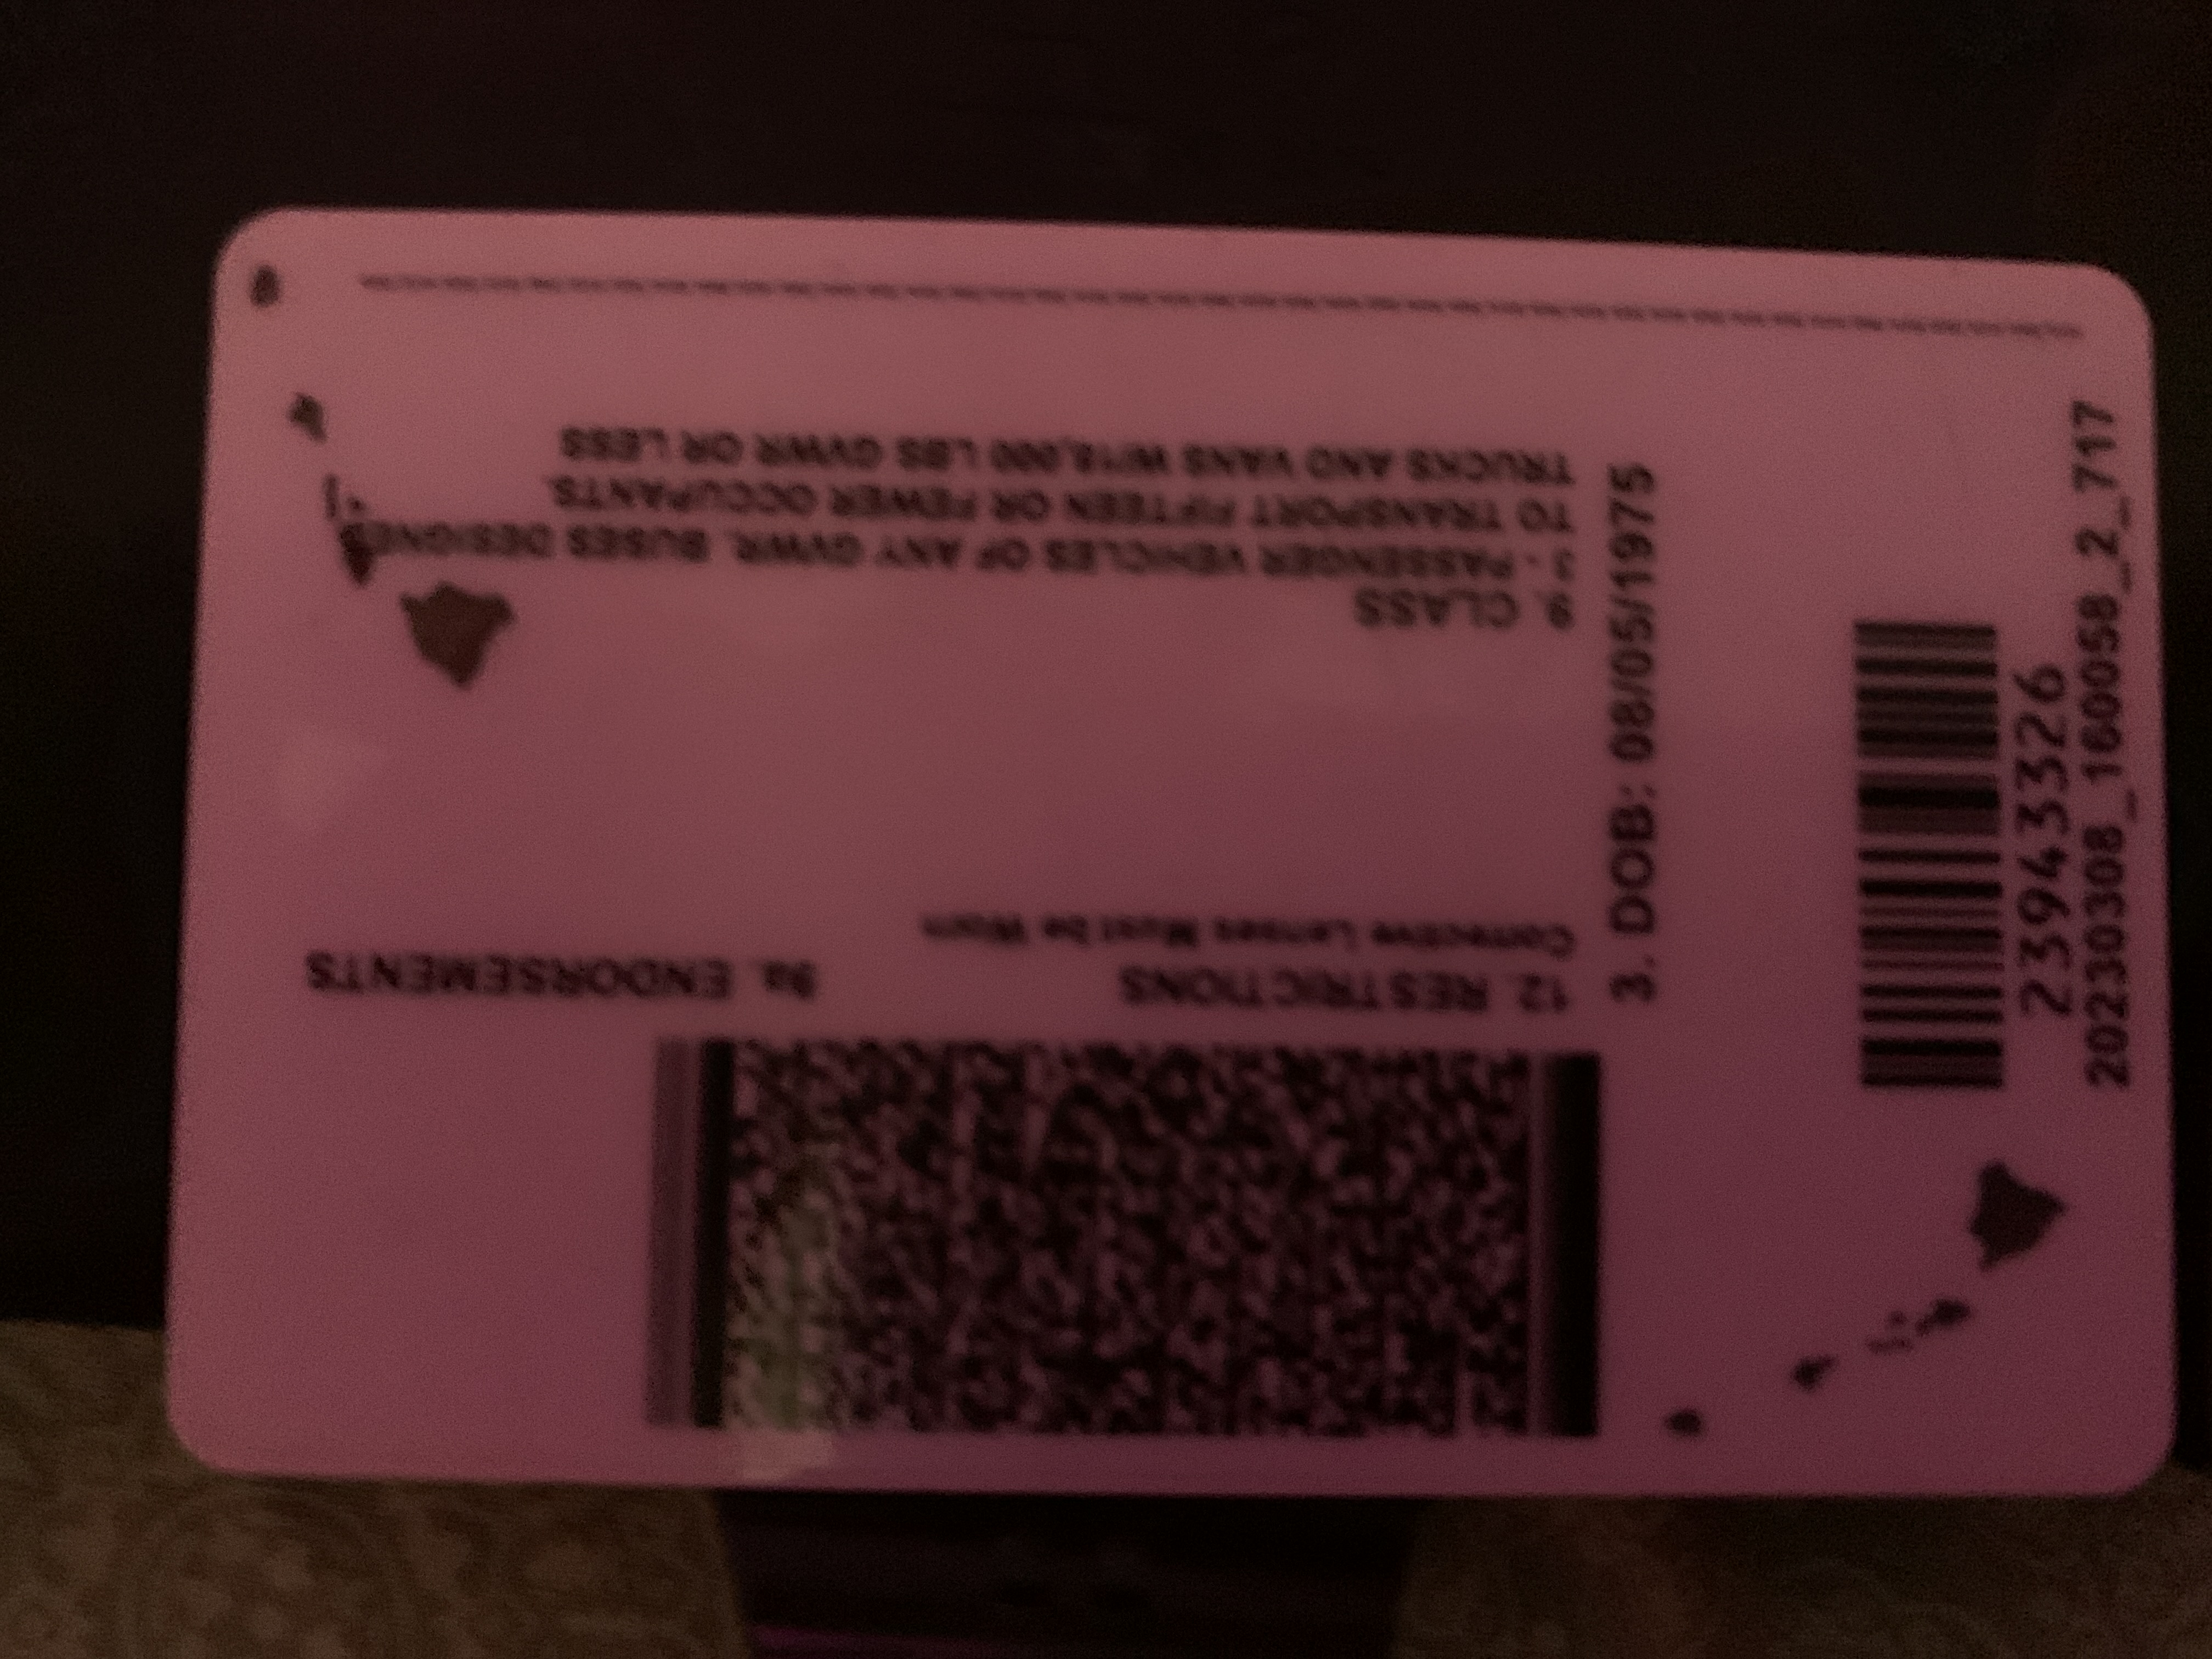 12. RESTRICTIONS
Corrective Lenses Must be Worn
9a. ENDORSEMENTS
9. CLASS
3 - PASSENGER VEHICLES OF ANY GVWR, BUSES DESIGNED
TO TRANSPORT FIFTEEN OR FEWER OCCUPANTS,
TRUCKS AND VANS W/18,000 LBS GVWR OR LESS
3. DOB: 08/05/1975
239433326
20230308_160058_2_717